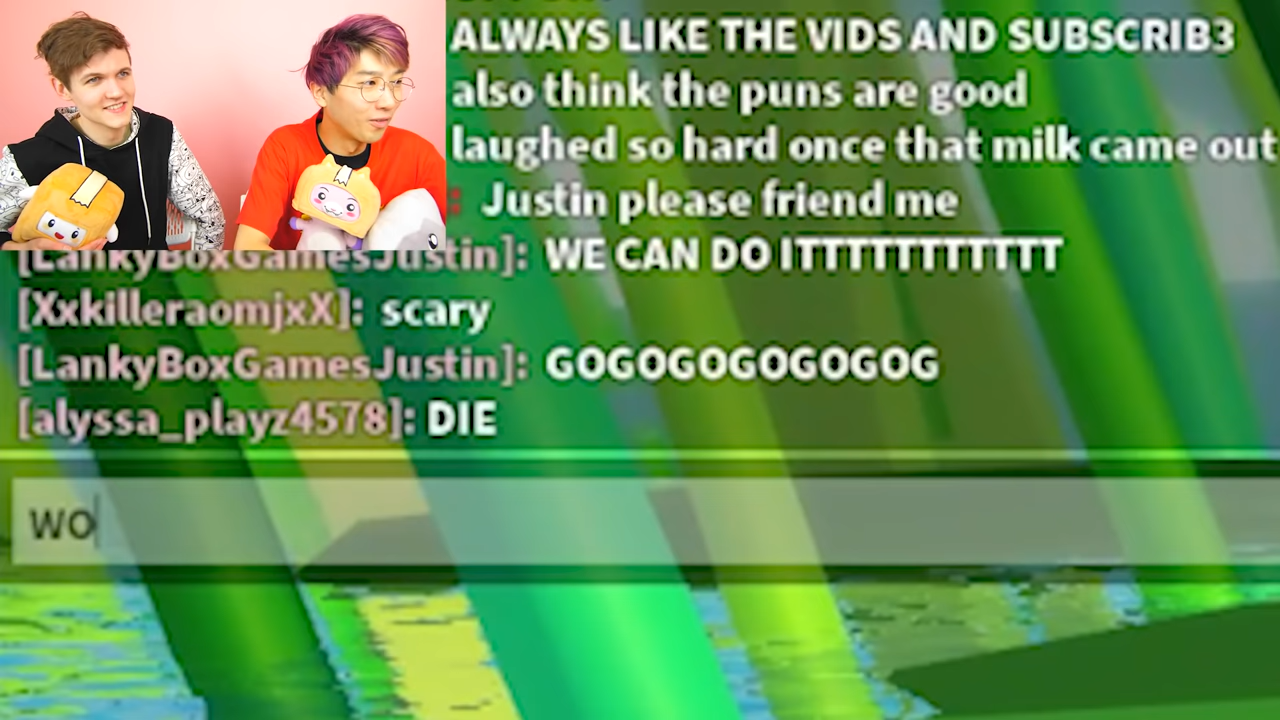 ALWAYS LIKE THE VIDS AND SUBSCRIB3
also think the puns are good
laughed so hard once that milk came out
: Justin please friend me
[LankyBoxGamesJustin]: WE CAN DO ITTTTTTTTTTTT
[XxkilleraomjxX]: scary
[LankyBoxGamesJustin]: GOGOGOGOGOGOG
[alyssa_playz4578]: DIE
wo